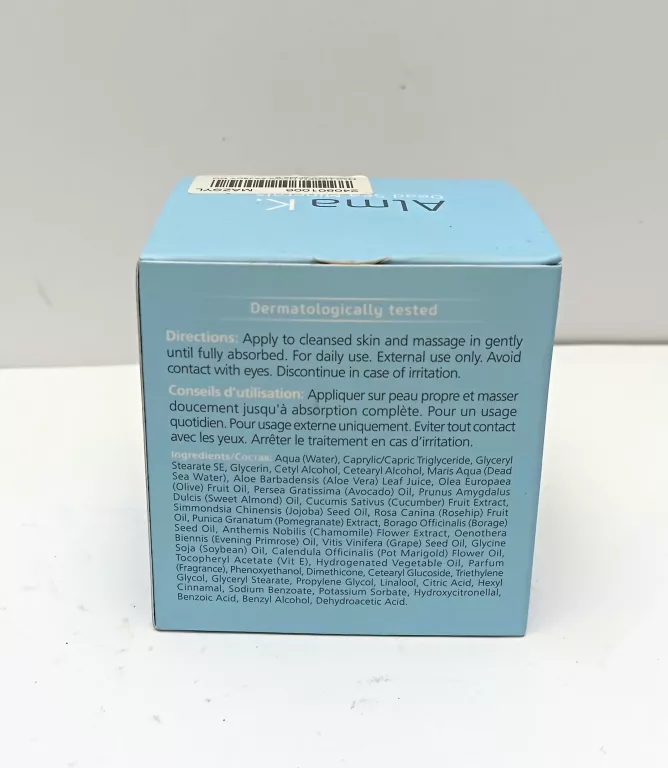 240801009 MA299YL
Alma K.
Dermatologically tested
Directions: Apply to cleansed skin and massage in gently
until fully absorbed. For daily use. External use only. Avoid
contact with eyes. Discontinue in case of irritation.
Conseils d'utilisation: Appliquer sur peau propre et masser
doucement jusqu'à absorption complète. Pour un usage
quotidien. Pour usage externe uniquement. Eviter tout contact
avec les yeux. Arrêter le traitement en cas d'irritation.
Ingredients/Состав: Aqua (Water), Caprylic/Capric Triglyceride, Glyceryl
Stearate SE, Glycerin, Cetyl Alcohol, Cetearyl Alcohol, Maris Aqua (Dead
Sea Water), Aloe Barbadensis (Aloe Vera) Leaf Juice, Olea Europaea
(Olive) Fruit Oil, Persea Gratissima (Avocado) Oil, Prunus Amygdalus
Dulcis (Sweet Almond) Oil, Cucumis Sativus (Cucumber) Fruit Extract,
Simmondsia Chinensis (Jojoba) Seed Oil, Rosa Canina (Rosehip) Fruit
Oil, Punica Granatum (Pomegranate) Extract, Borago Officinalis (Borage)
Seed Oil, Anthemis Nobilis (Chamomile) Flower Extract, Oenothera
Biennis (Evening Primrose) Oil, Vitis Vinifera (Grape) Seed Oil, Glycine
Soja (Soybean) Oil, Calendula Officinalis (Pot Marigold) Flower Oil,
Tocopheryl Acetate (Vit E), Hydrogenated Vegetable Oil, Parfum
(Fragrance), Phenoxyethanol, Dimethicone, Cetearyl Glucoside, Triethylene
Glycol, Glyceryl Stearate, Propylene Glycol, Linalool, Citric Acid, Hexyl
Cinnamal, Sodium Benzoate, Potassium Sorbate, Hydroxycitronellal,
Benzoic Acid, Benzyl Alcohol, Dehydroacetic Acid.